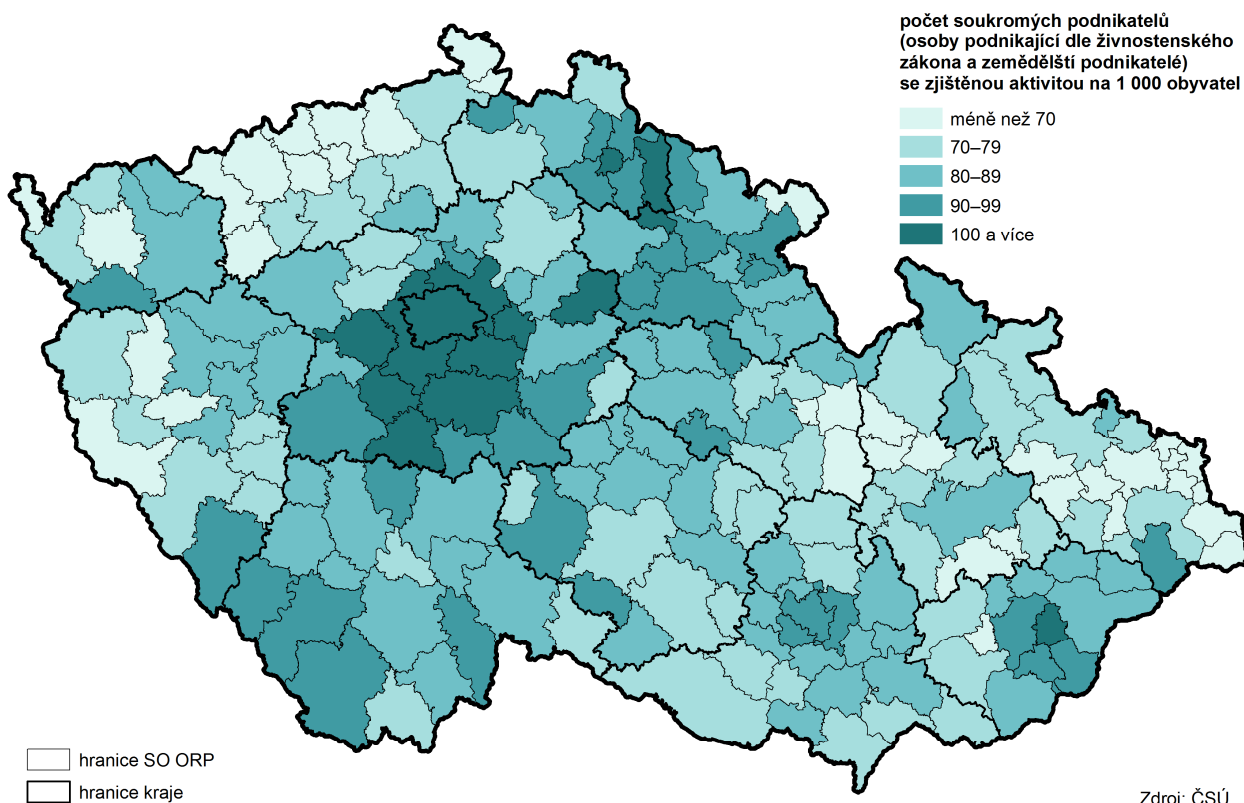 počet soukromých podnikatelů
(osoby podnikající dle živnostenského
zákona a zemědělští podnikatelé)
se zjištěnou aktivitou na 1 000 obyvatel
méně než 70
70–79
80–89
90–99
100 a více
hranice SO ORP
hranice kraje
Zdroj: ČSÚ